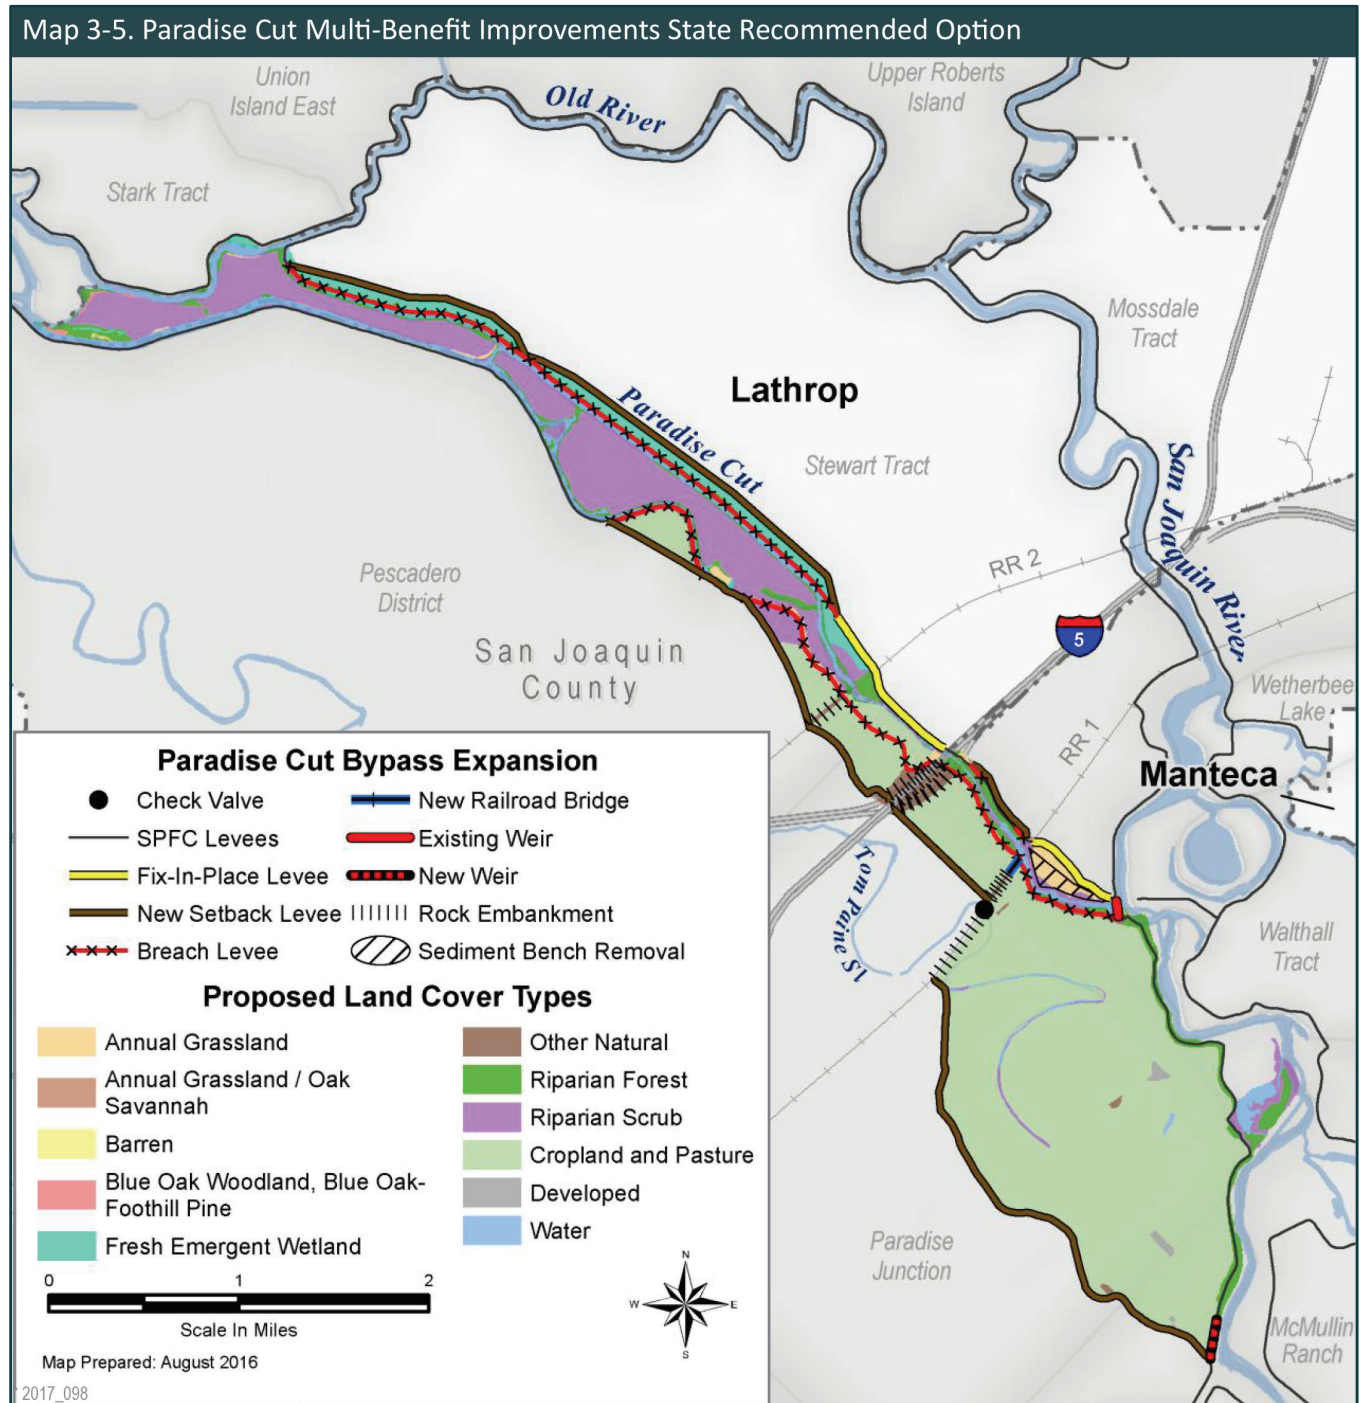 Map 3-5. Paradise Cut Multi-Benefit Improvements State Recommended Option
Union
Island East
Old River
Upper Roberts
Island
Stark Tract
Mossdale
Tract
Lathrop
Paradise Cut
Stewart Tract
San Joaquin River
RR 2
Pescadero
District
5
San Joaquin
County
Wetherbee
Lake
RR 1
Manteca
Tom Paine Sl
Walthall
Tract
Paradise
Junction
McMullin
Ranch
Paradise Cut Bypass Expansion
Check Valve
New Railroad Bridge
SPFC Levees
Existing Weir
Fix-In-Place Levee
New Weir
New Setback Levee
Rock Embankment
Breach Levee
Sediment Bench Removal
Proposed Land Cover Types
Annual Grassland
Annual Grassland / Oak
Savannah
Barren
Blue Oak Woodland, Blue Oak-
Foothill Pine
Fresh Emergent Wetland
Other Natural
Riparian Forest
Riparian Scrub
Cropland and Pasture
Developed
Water
0 1 2
Scale In Miles
N
W E
S
Map Prepared: August 2016
2017_098